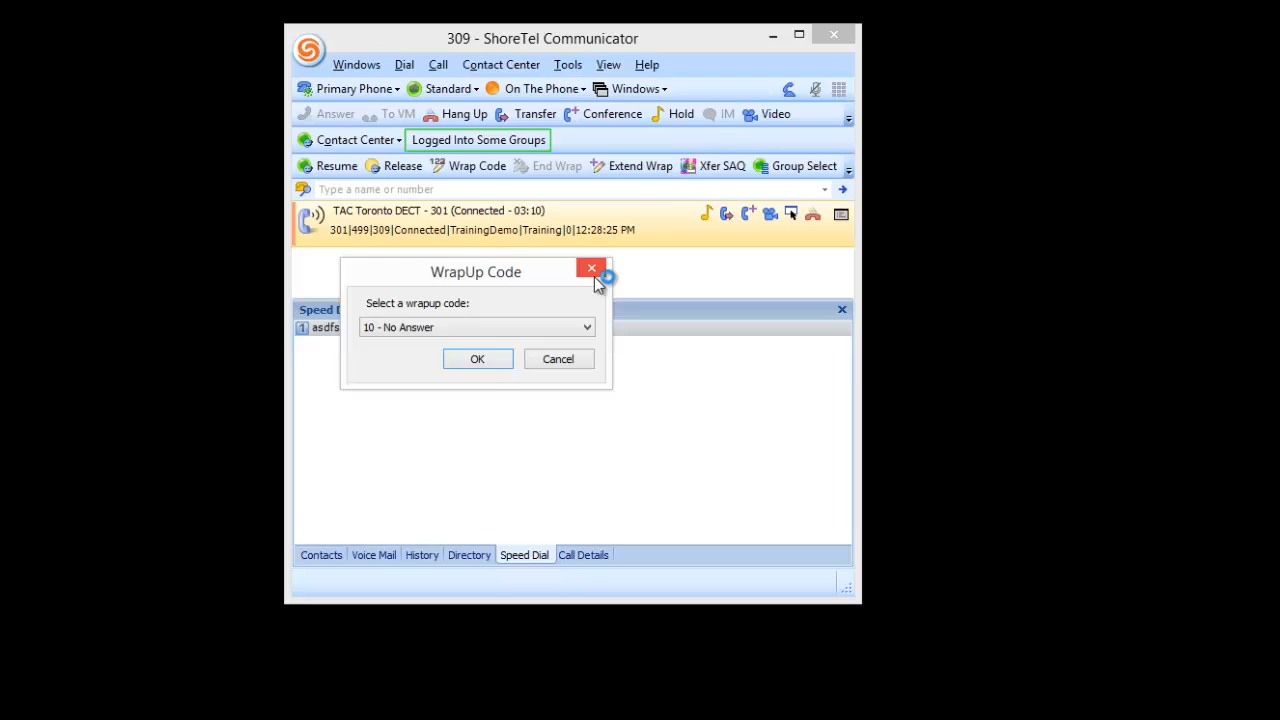 309 - ShoreTel Communicator
Windows Dial Call Contact Center Tools View Help
Primary Phone Standard On The Phone Windows
Answer To VM Hang Up Transfer Conference Hold IM Video
Contact Center Logged Into Some Groups
Resume Release 123 Wrap Code End Wrap Extend Wrap Xfer SAQ Group Select
Type a name or number
TAC Toronto DECT - 301 (Connected - 03:10)
301|499|309|Connected|TrainingDemo|Training|0|12:28:25 PM
WrapUp Code
Select a wrapup code:
Speed D
1 asdfs
10 - No Answer
OK Cancel
Contacts Voice Mail History Directory Speed Dial Call Details